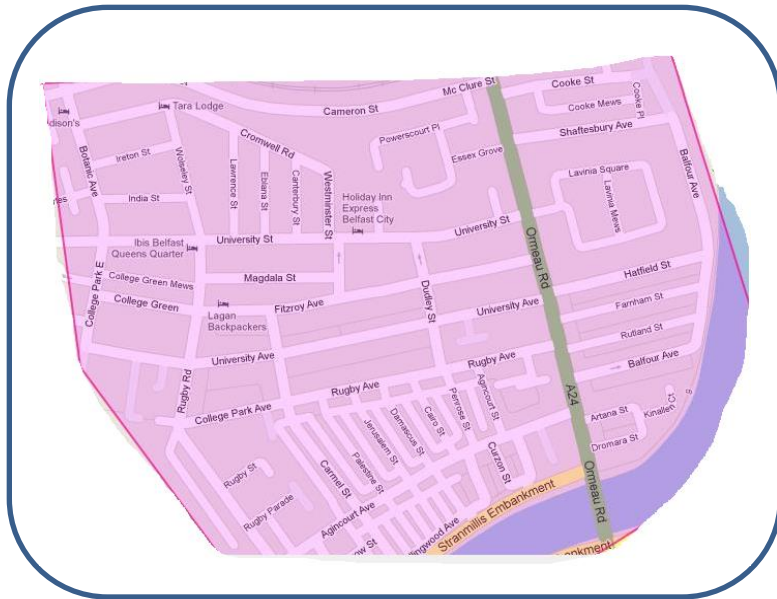 Mc Clure St
Cooke St
Cameron St
Cooke Mews
Cooke Pl
Tara Lodge
Powerscourt Pl
Shaftesbury Ave
Cromwell Rd
Essex Grove
Botanic Ave
Ireton St
Wolseley St
Lawrence St
Eblana St
Canterbury St
Westminster St
Balfour Ave
Lavinia Square
Lavinia Mews
India St
Holiday Inn
Express
Belfast City
University St
Ormeau Rd
Ibis Belfast
Queens Quarter
University St
College Park E
College Green Mews
Magdala St
Hatfield St
College Green
Fitzroy Ave
Dudley St
Lagan
Backpackers
University Ave
Farnham St
Rutland St
University Ave
Rugby Ave
Balfour Ave
Rugby Rd
Rugby Ave
College Park Ave
Agincourt St
Penrose St
Cairo St
Damascus St
Jerusalem St
Palestine St
A24
Artana St
Kinallen Ct
Dromara St
Curzon St
Carmel St
Rugby St
Rugby Parade
Agincourt Ave
Stranmillis Embankment
Ormeau Rd